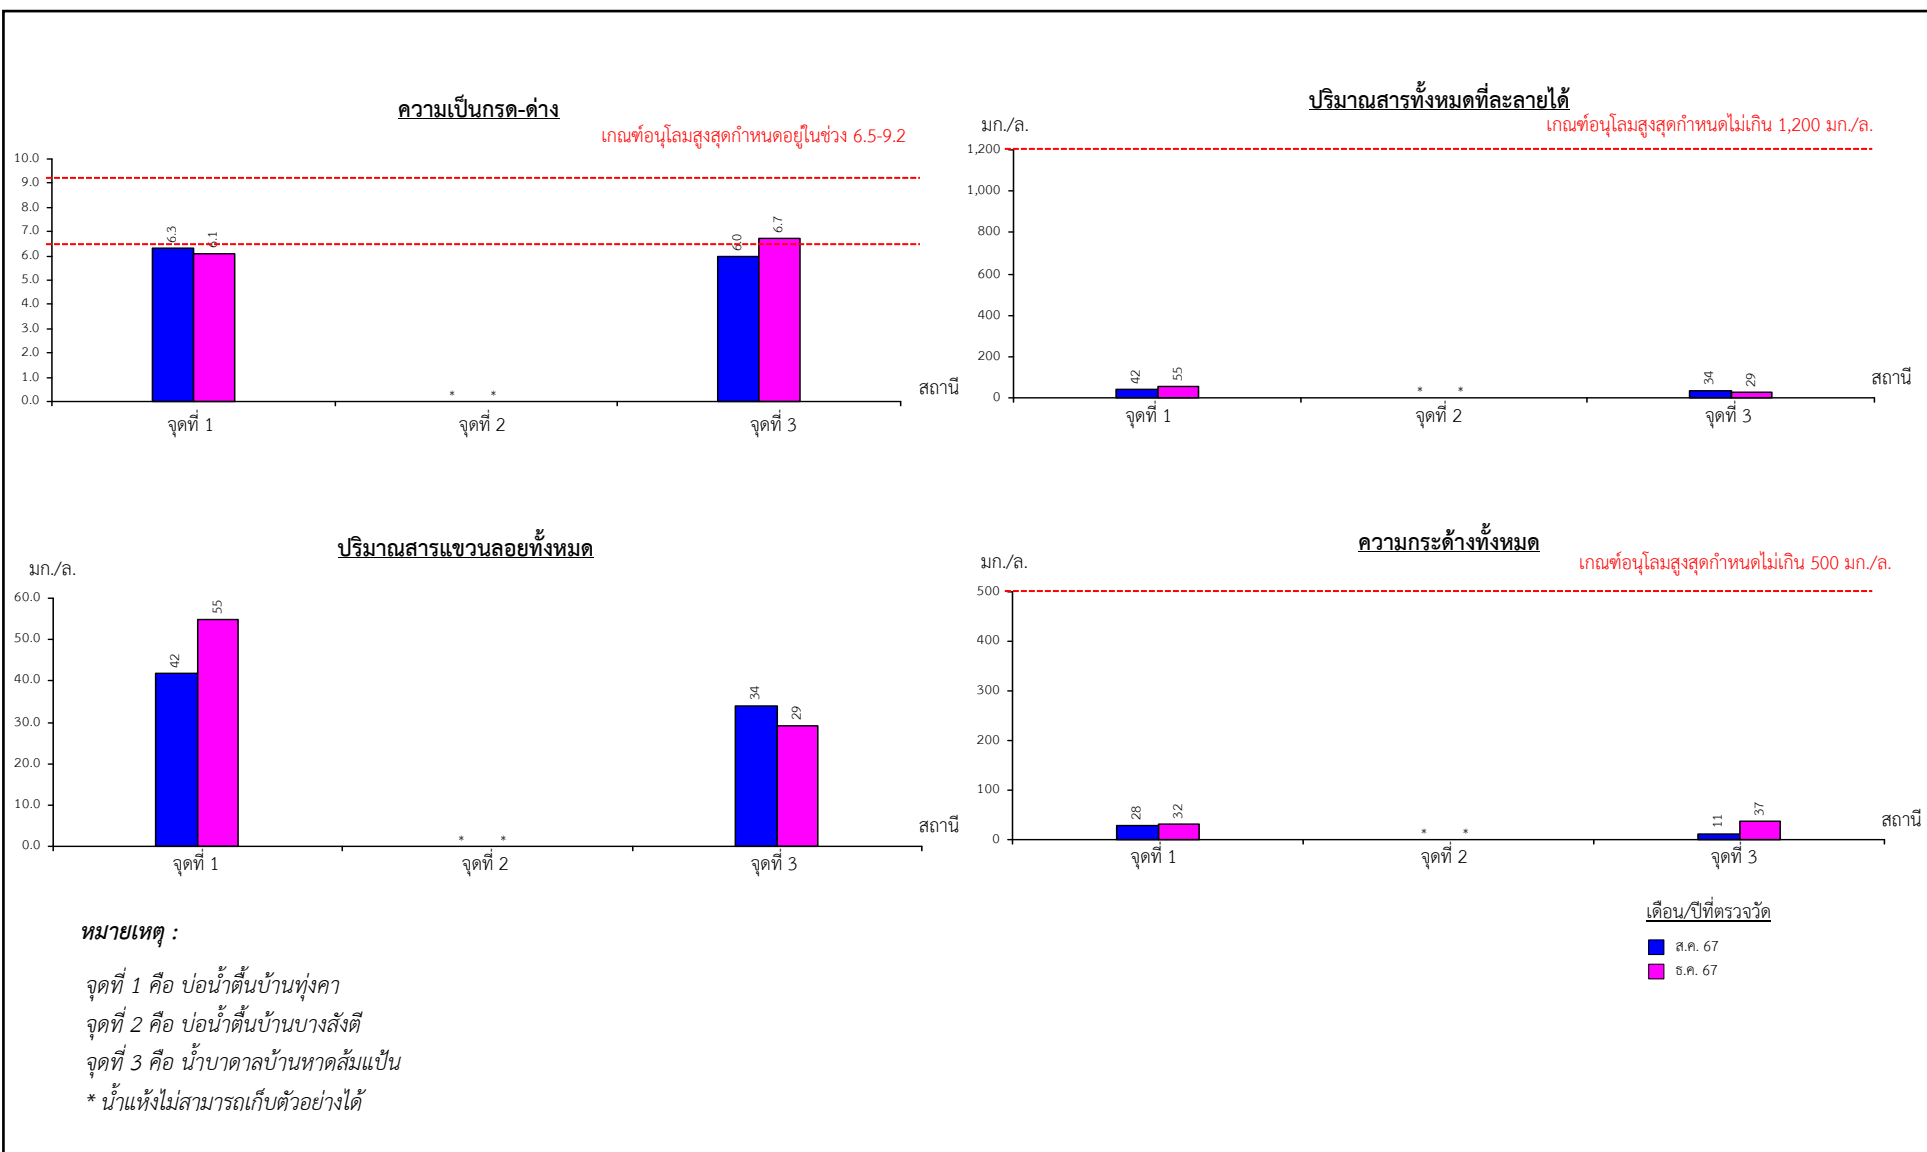 ความเป็นกรด-ด่าง
เกณฑ์อนุโลมสูงสุดกำหนดอยู่ในช่วง 6.5-9.2
10.0
9.0
8.0
7.0
6.0
5.0
4.0
3.0
2.0
1.0
0.0
6.3
6.1
*
*
6.0
6.7
สถานี
จุดที่ 1
จุดที่ 2
จุดที่ 3
ปริมาณสารทั้งหมดที่ละลายได้
มก./ล.
เกณฑ์อนุโลมสูงสุดกำหนดไม่เกิน 1,200 มก./ล.
1,200
1,000
800
600
400
200
0
42
55
*
*
34
29
สถานี
จุดที่ 1
จุดที่ 2
จุดที่ 3
ปริมาณสารแขวนลอยทั้งหมด
มก./ล.
60.0
50.0
40.0
30.0
20.0
10.0
0.0
42
55
*
*
34
29
สถานี
จุดที่ 1
จุดที่ 2
จุดที่ 3
ความกระด้างทั้งหมด
มก./ล.
เกณฑ์อนุโลมสูงสุดกำหนดไม่เกิน 500 มก./ล.
500
400
300
200
100
0
28
32
*
*
11
37
สถานี
จุดที่ 1
จุดที่ 2
จุดที่ 3
เดือน/ปีที่ตรวจวัด
ส.ค. 67
ธ.ค. 67
หมายเหตุ :
จุดที่ 1 คือ บ่อน้ำตื้นบ้านทุ่งคา
จุดที่ 2 คือ บ่อน้ำตื้นบ้านบางสังตี
จุดที่ 3 คือ น้ำบาดาลบ้านหาดส้มแป้น
* น้ำแห้งไม่สามารถเก็บตัวอย่างได้